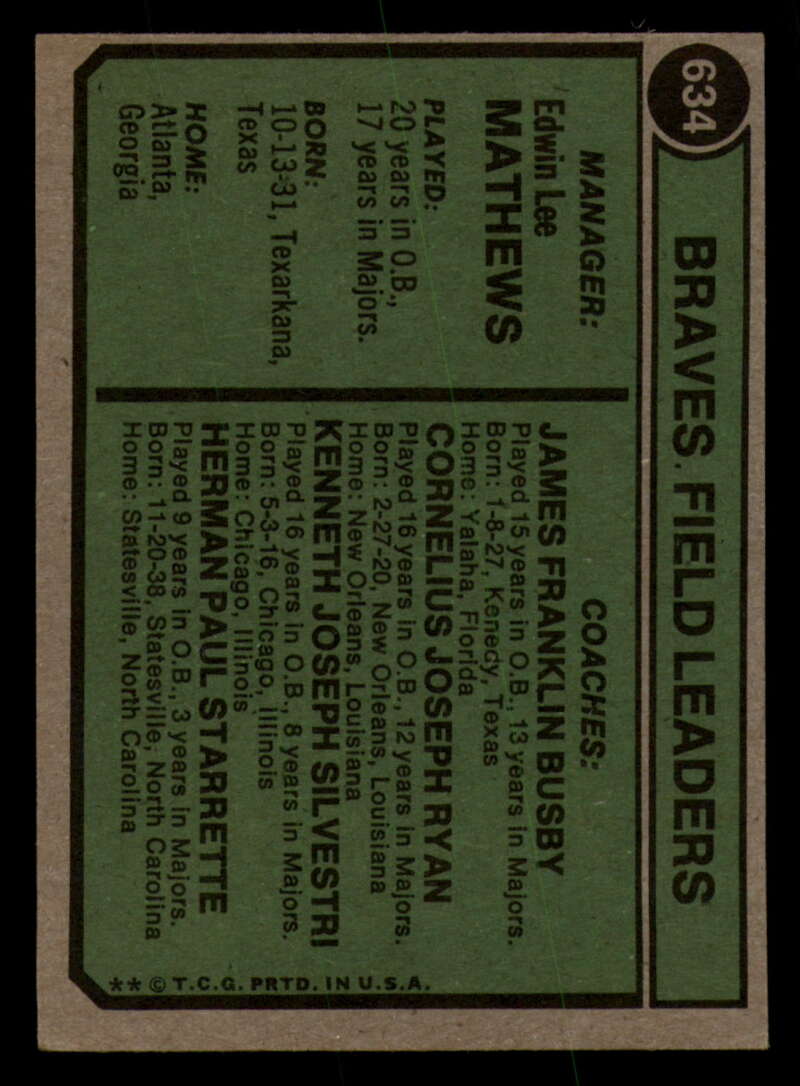 634
BRAVES FIELD LEADERS
MANAGER:
Edwin Lee
MATHEWS
PLAYED:
20 years in O.B.,
17 years in Majors.
BORN:
10-13-31, Texarkana,
Texas
HOME:
Atlanta,
Georgia
COACHES:
JAMES FRANKLIN BUSBY
Played 15 years in O.B., 13 years in Majors.
Born: 1-8-27, Kenedy, Texas
Home: Yalaha, Florida
CORNELIUS JOSEPH RYAN
Played 16 years in O.B., 12 years in Majors.
Born: 2-27-20, New Orleans, Louisiana
Home: New Orleans, Louisiana
KENNETH JOSEPH SILVESTRI
Played 16 years in O.B., 8 years in Majors.
Born: 5-3-16, Chicago, Illinois
Home: Chicago, Illinois
HERMAN PAUL STARRETTE
Played 9 years in O.B., 3 years in Majors.
Born: 11-20-38, Statesville, North Carolina
Home: Statesville, North Carolina
** © T.C.G. PRTD. IN U.S.A.